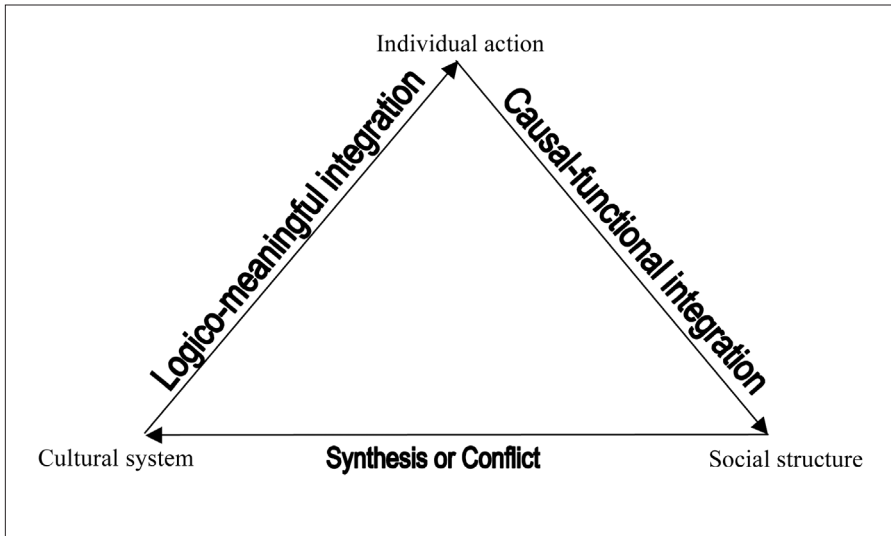 Individual action
Logico-meaningful integration
Causal-functional integration
Cultural system
Synthesis or Conflict
Social structure